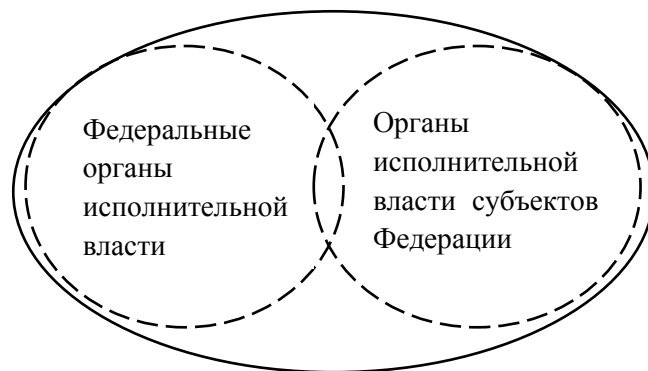 Федеральные
органы
исполнительной
власти
Органы
исполнительной
власти субъектов
Федерации